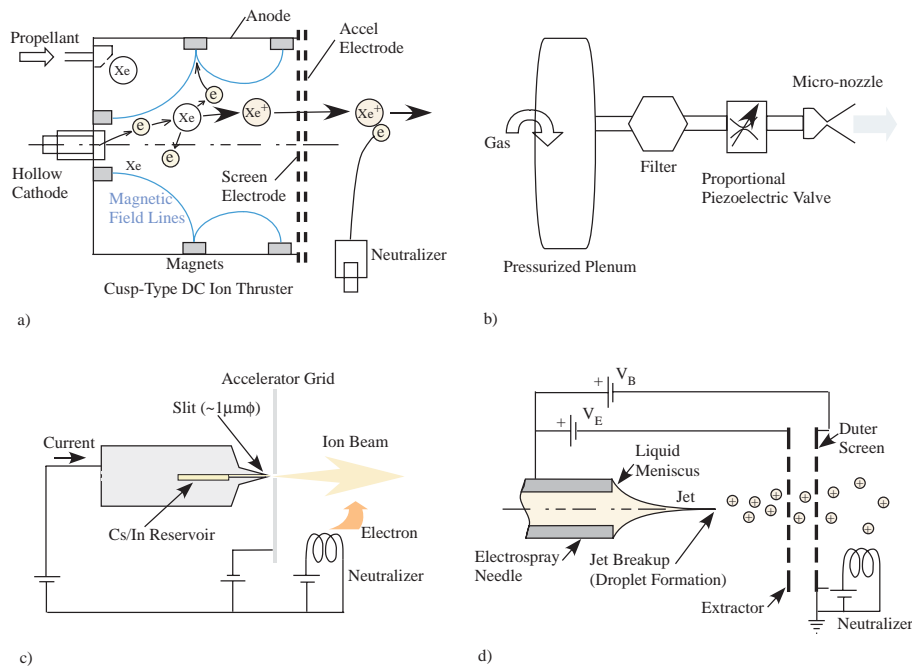 Propellant
Anode
Accel
Electrode
Xe
e
e
Xe
Xe+
Xe+
e
e
Hollow
Cathode
Xe
Magnetic
Field Lines
Screen
Electrode
Magnets
Neutralizer
Cusp-Type DC Ion Thruster
a)
Gas
Filter
Micro-nozzle
Proportional
Piezoelectric Valve
Pressurized Plenum
b)
Accelerator Grid
Slit (~1μmφ)
Current
Ion Beam
Cs/In Reservoir
Electron
Neutralizer
c)
+ VB
+ VE
Duter
Screen
Liquid
Meniscus
Jet
+
+
+
+
+
+
+
+
+
+
+
+
Electrospray
Needle
Jet Breakup
(Droplet Formation)
Extractor
Neutralizer
d)